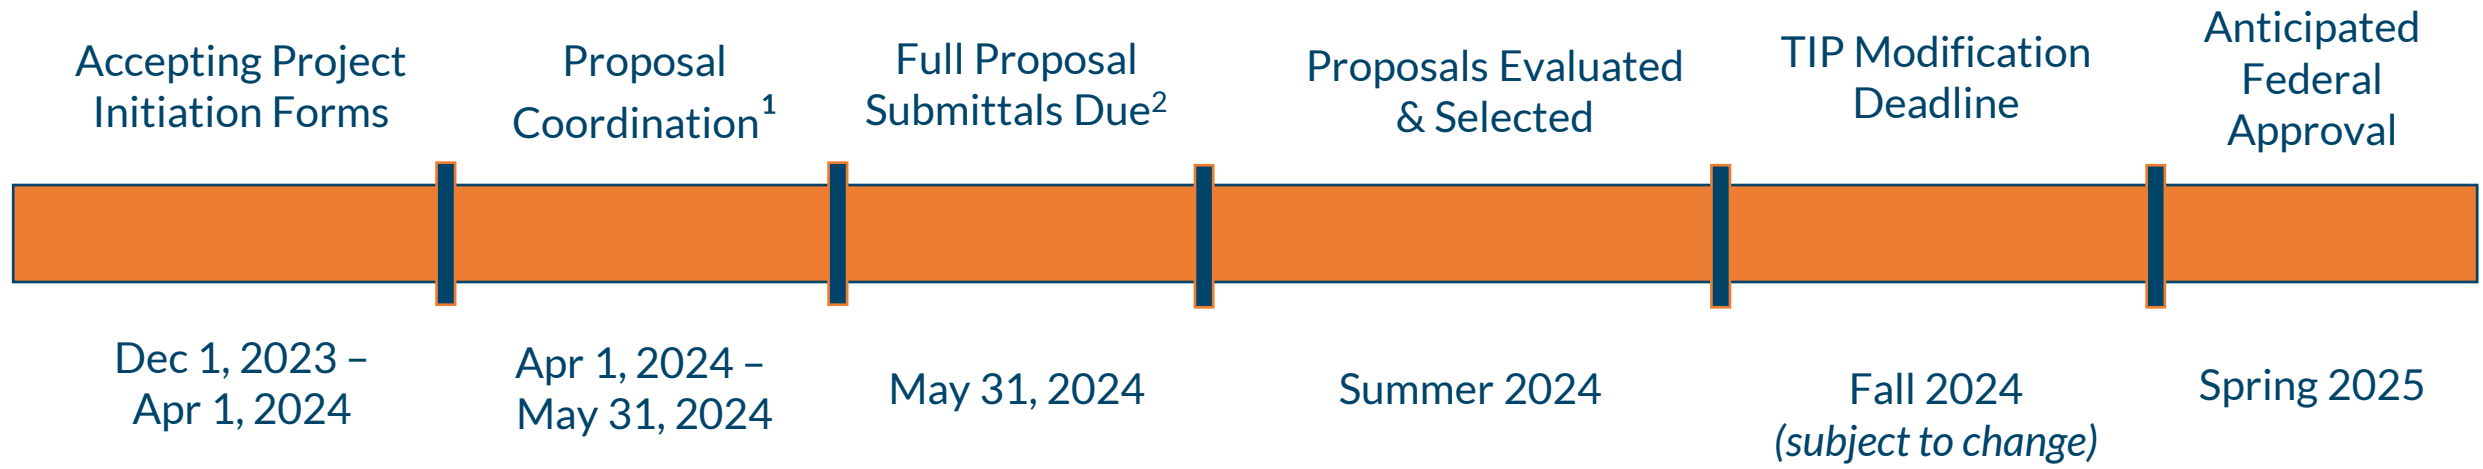 Accepting Project
Initiation Forms
Proposal
Coordination¹
Full Proposal
Submittals Due²
Proposals Evaluated
& Selected
TIP Modification
Deadline
Anticipated
Federal
Approval
Dec 1, 2023 –
Apr 1, 2024
Apr 1, 2024 –
May 31, 2024
May 31, 2024
Summer 2024
Fall 2024
(subject to change)
Spring 2025